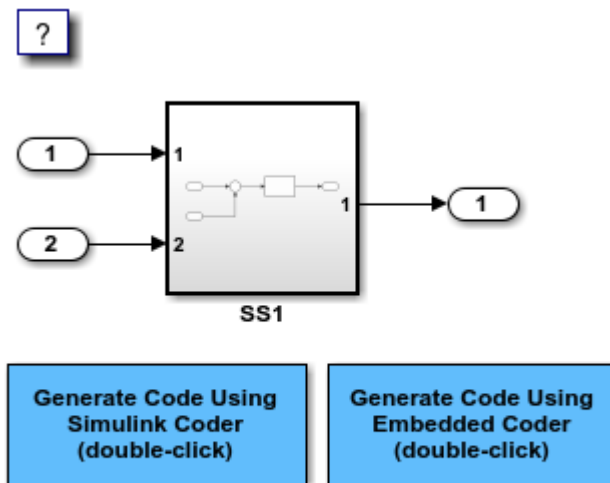 ?
1
1
1
1
2
2
SS1
Generate Code Using
Simulink Coder
(double-click)
Generate Code Using
Embedded Coder
(double-click)